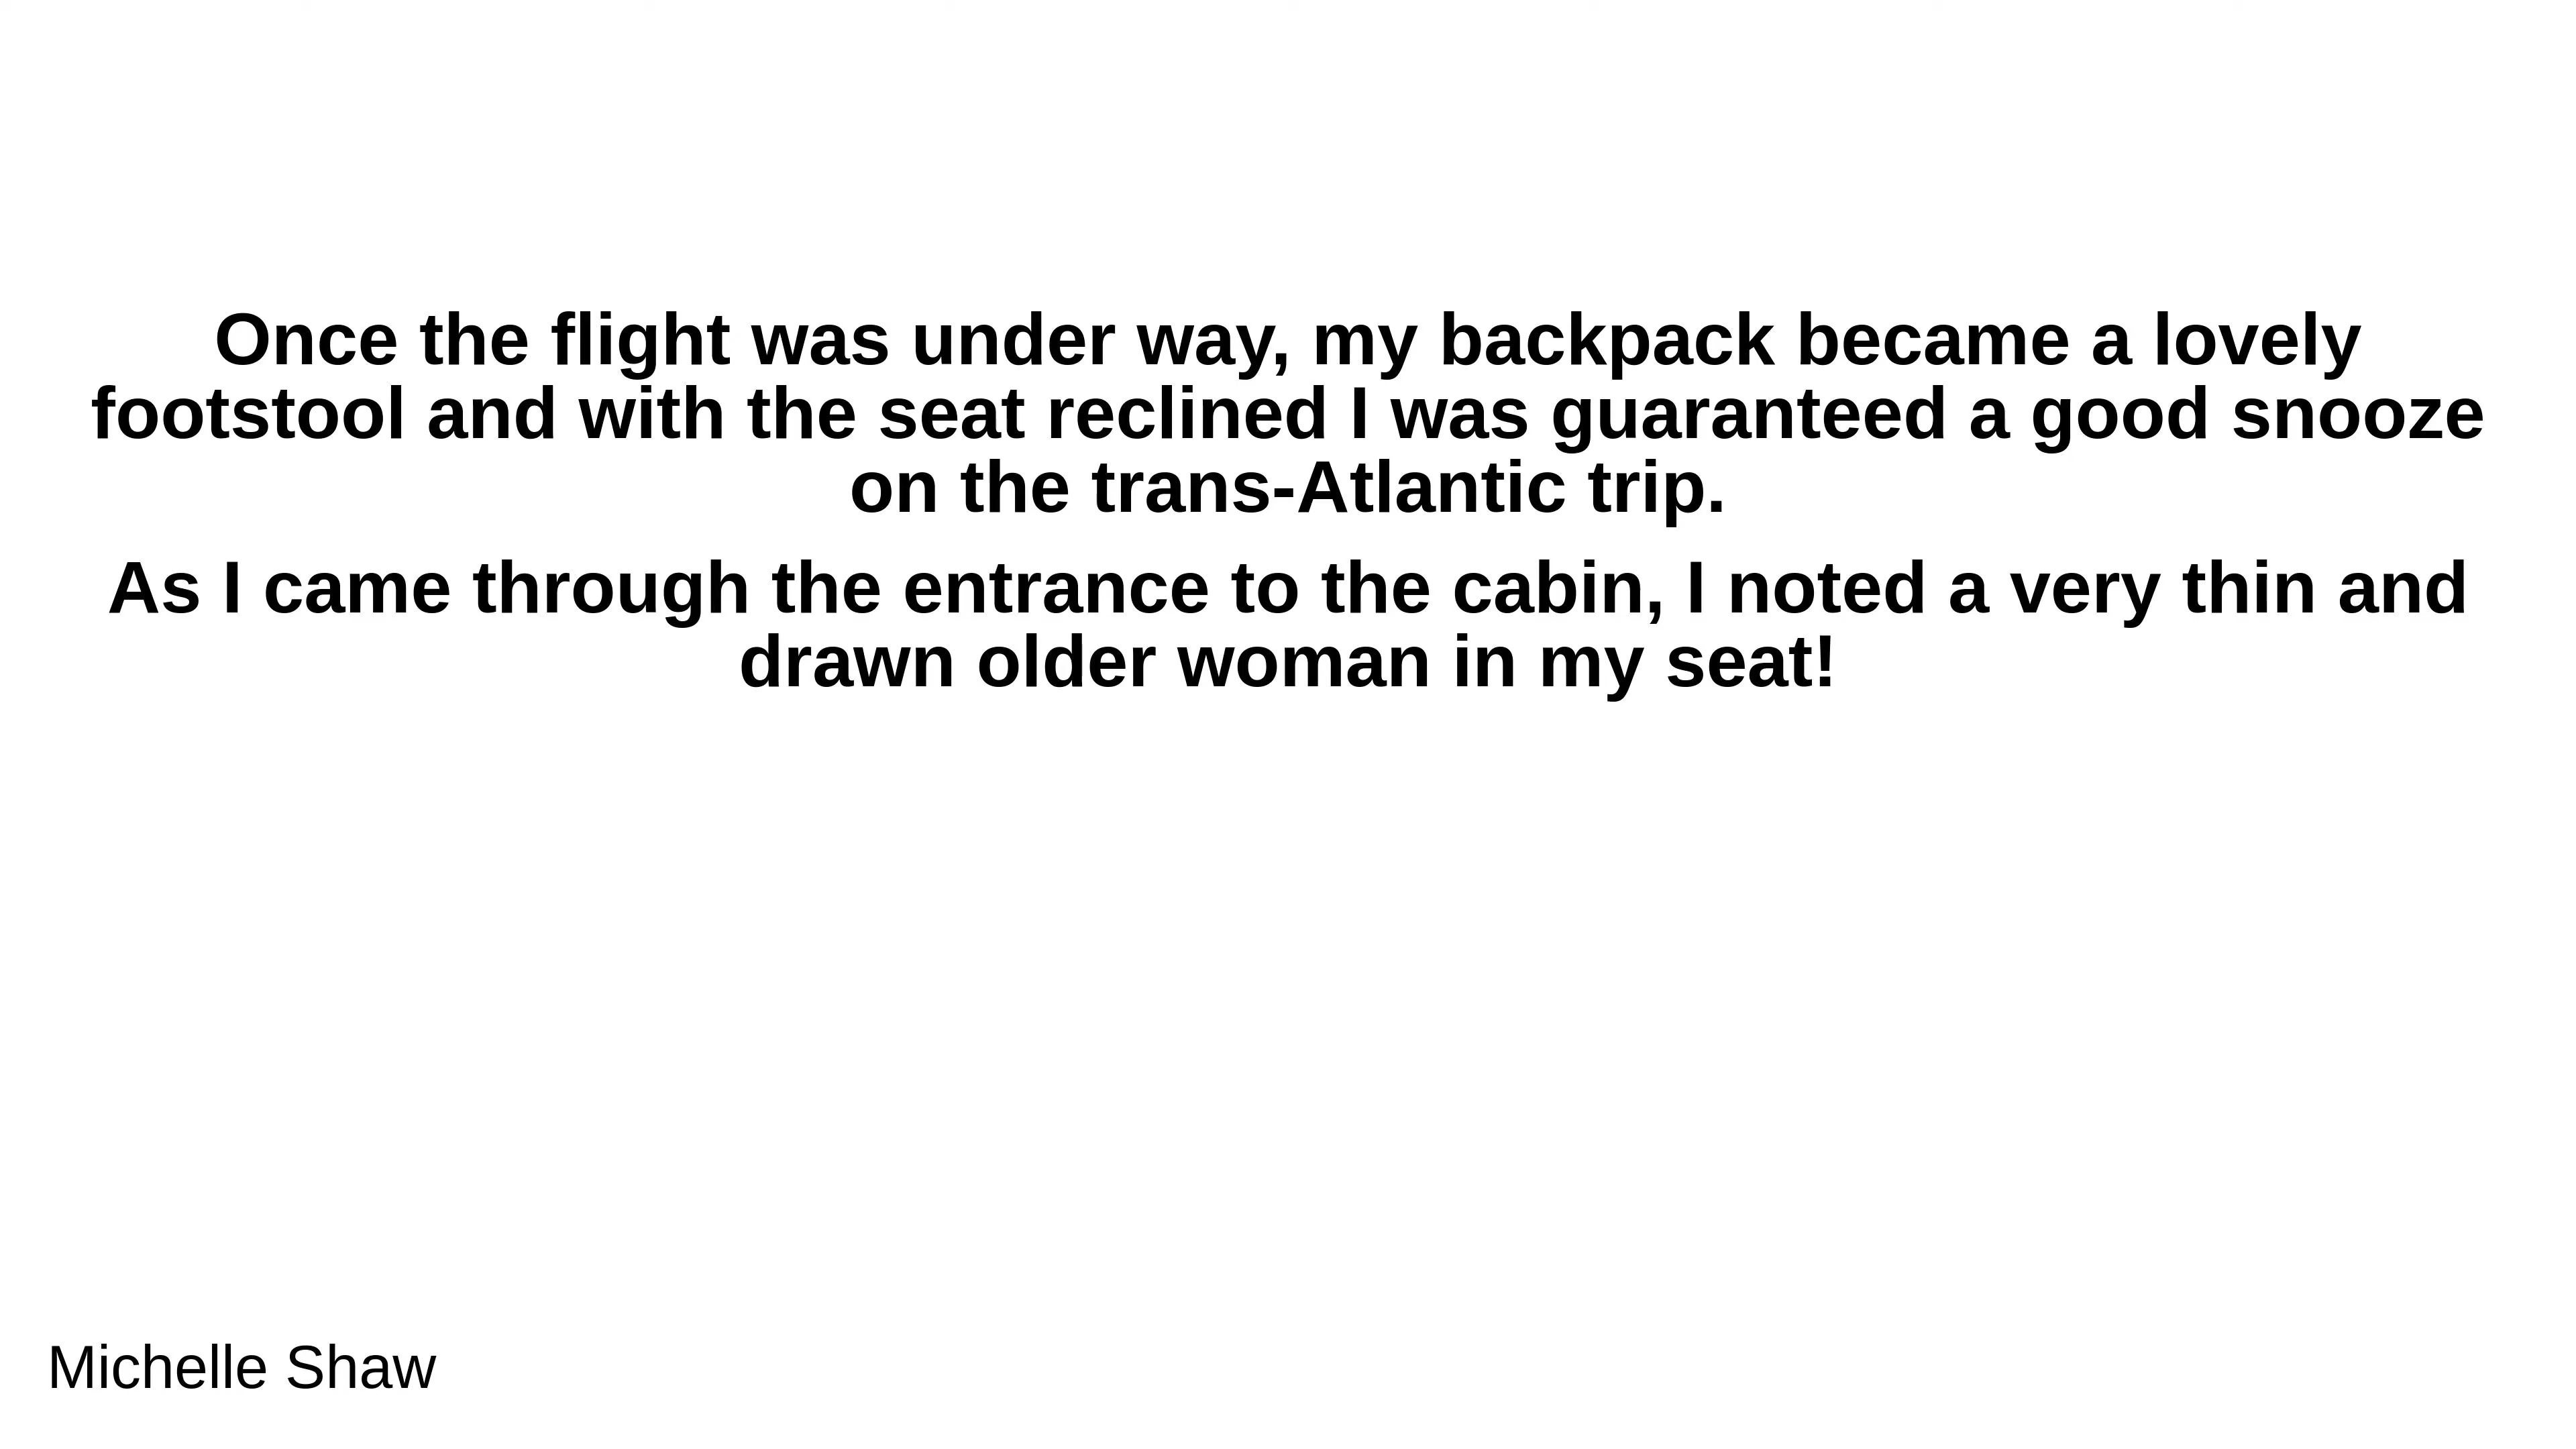 Once the flight was under way, my backpack became a lovely
footstool and with the seat reclined I was guaranteed a good snooze
on the trans-Atlantic trip.
As I came through the entrance to the cabin, I noted a very thin and
drawn older woman in my seat!
Michelle Shaw